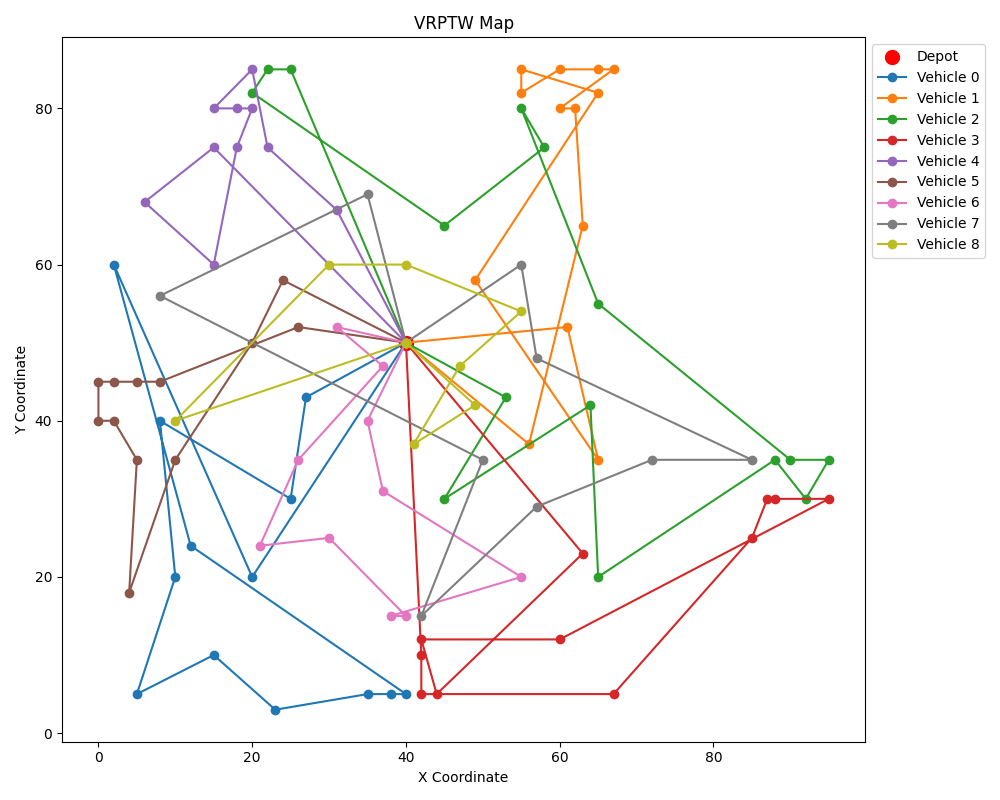 VRPTW Map
Depot
Vehicle 0
Vehicle 1
Vehicle 2
Vehicle 3
Vehicle 4
Vehicle 5
Vehicle 6
Vehicle 7
Vehicle 8
Y Coordinate
80
60
40
20
0
0 20 40 60 80
X Coordinate